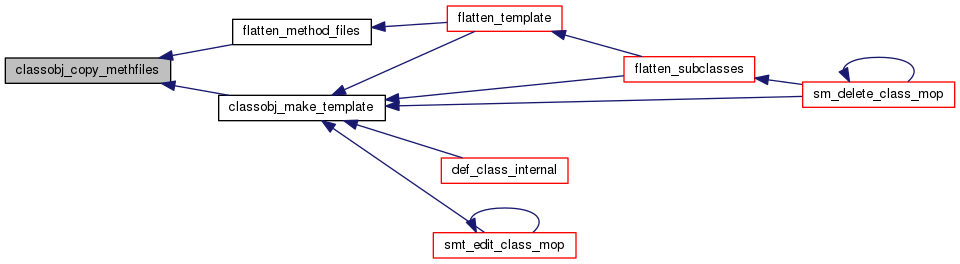 flatten_template
flatten_method_files
flatten_subclasses
classobj_copy_methfiles
sm_delete_class_mop
classobj_make_template
def_class_internal
smt_edit_class_mop